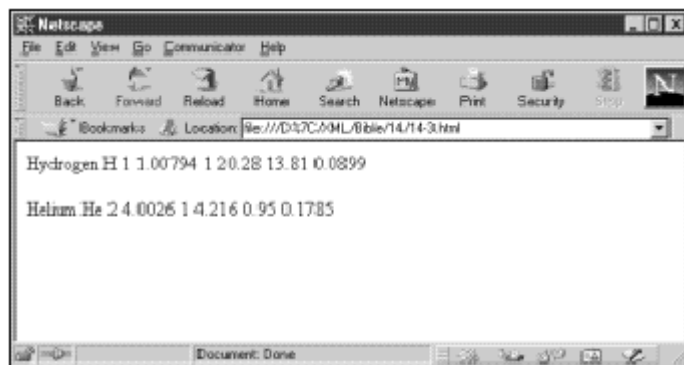 Netscape
File Edit View Go Communicator Help
Back Forward Reload Home Search Netscape Print Security Stop
Bookmarks Location: file:///D|%7C/XML/Bible/14/14-3.html
Hydrogen H 1 1.00794 1 20.28 13.81 0.0899
Helium He 2 4.0026 1 4.216 0.95 0.1785
Document: Done